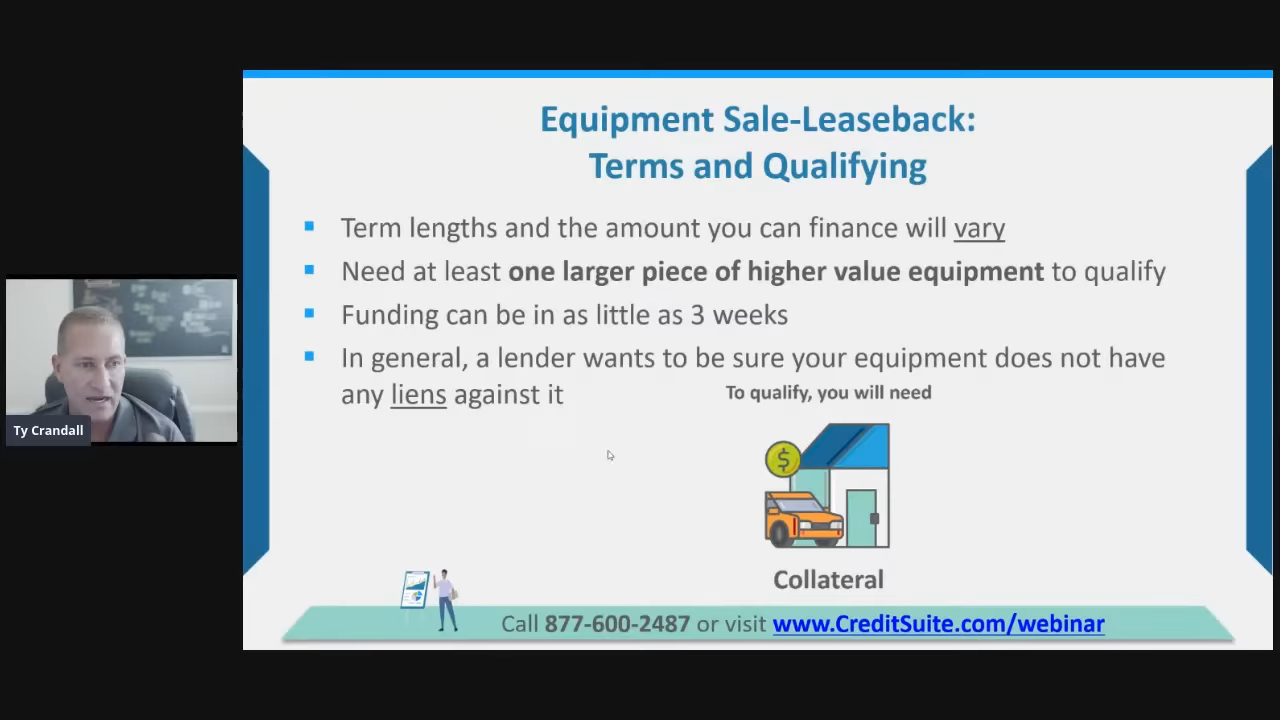 Equipment Sale-Leaseback:
Terms and Qualifying
Term lengths and the amount you can finance will vary
Need at least one larger piece of higher value equipment to qualify
Funding can be in as little as 3 weeks
In general, a lender wants to be sure your equipment does not have
any liens against it
To qualify, you will need
$
Collateral
Ty Crandall
Call 877-600-2487 or visit www.CreditSuite.com/webinar